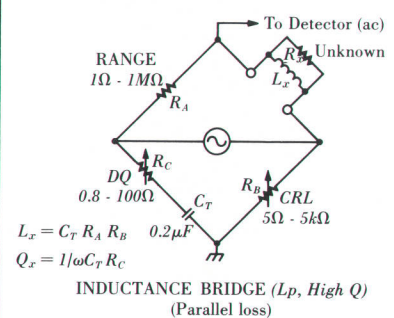 To Detector (ac)
RANGE
1Ω - 1MΩ
R_A
R_x Unknown
L_x
R_C
DQ
0.8 - 100Ω
C_T
0.2μF
R_B
CRL
5Ω - 5kΩ
L_x = C_T R_A R_B
Q_x = 1/ωC_T R_C
INDUCTANCE BRIDGE (Lp, High Q)
(Parallel loss)